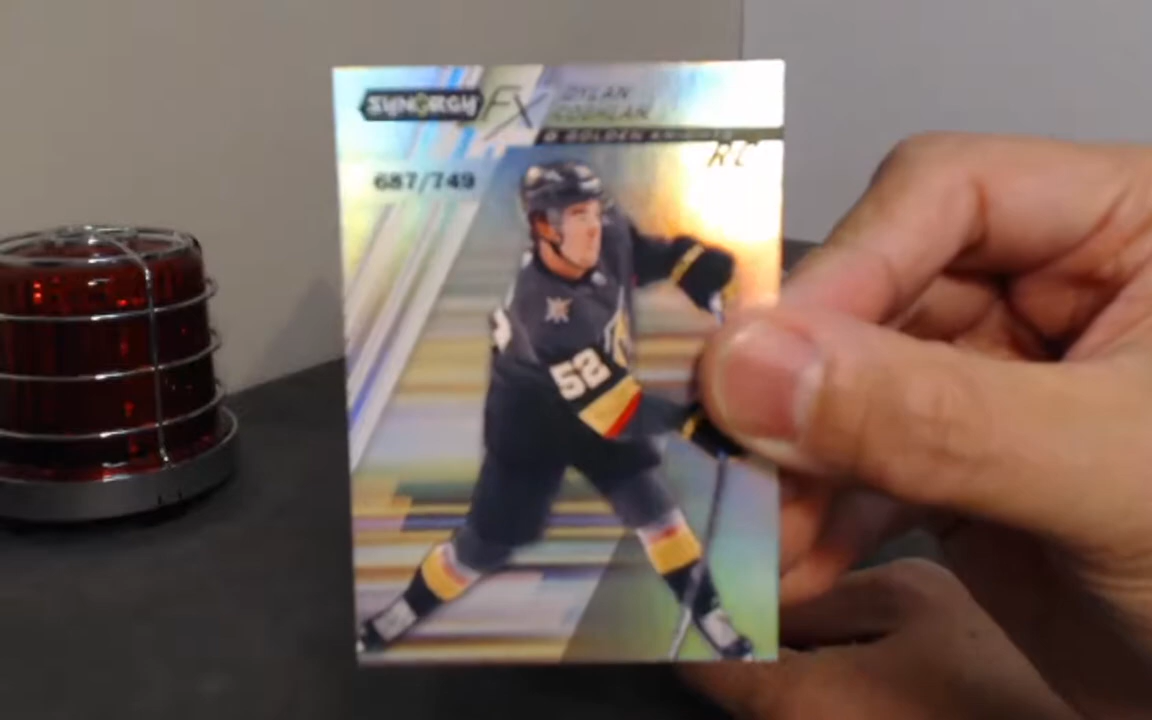 SYNERGY FX
DYLAN
COGHLAN
GOLDEN KNIGHTS
RC
687/749
52